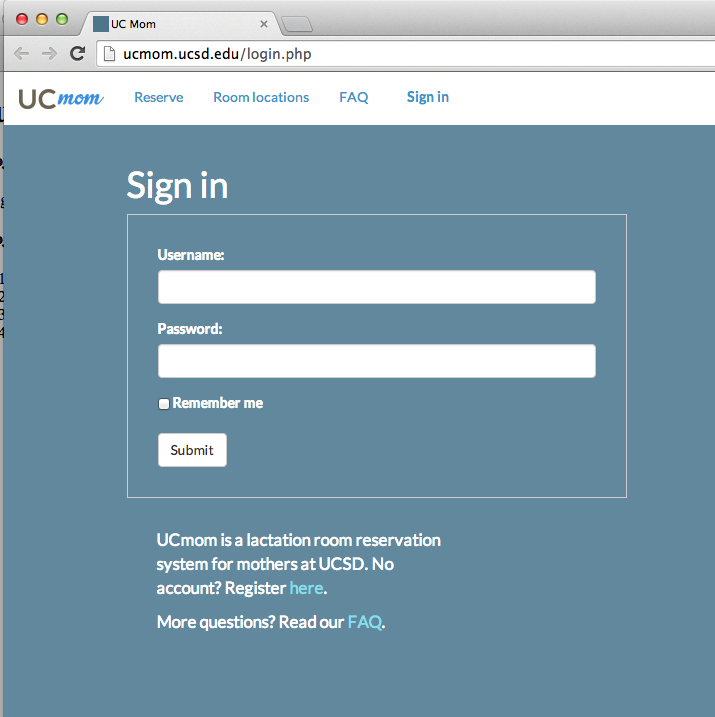 UC Mom
ucmom.ucsd.edu/login.php
UCmom Reserve Room locations FAQ Sign in
Sign in
Username:
Password:
Remember me
Submit
UCmom is a lactation room reservation
system for mothers at UCSD. No
account? Register here.
More questions? Read our FAQ.